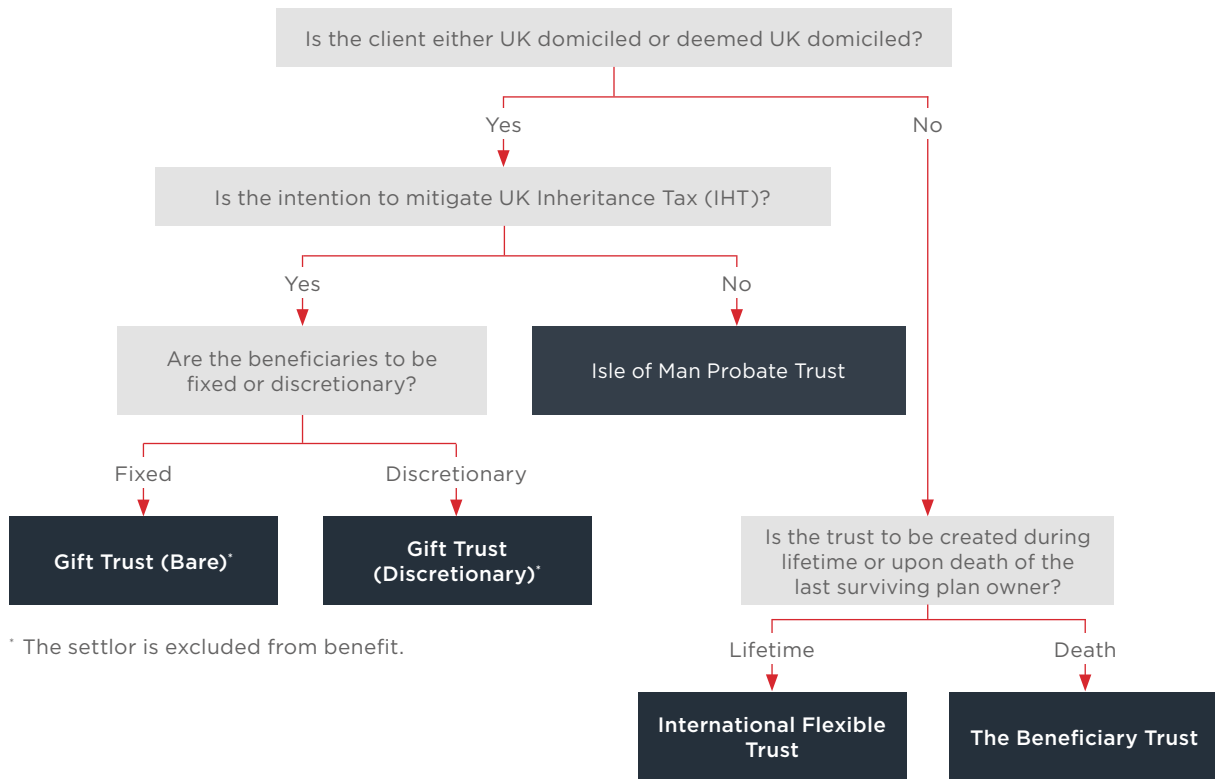 Is the client either UK domiciled or deemed UK domiciled?
Yes
No
Is the intention to mitigate UK Inheritance Tax (IHT)?
Yes
No
Are the beneficiaries to be
fixed or discretionary?
Isle of Man Probate Trust
Fixed
Discretionary
Gift Trust (Bare)*
Gift Trust
(Discretionary)*
Is the trust to be created during
lifetime or upon death of the
last surviving plan owner?
* The settlor is excluded from benefit.
Lifetime
Death
International Flexible
Trust
The Beneficiary Trust